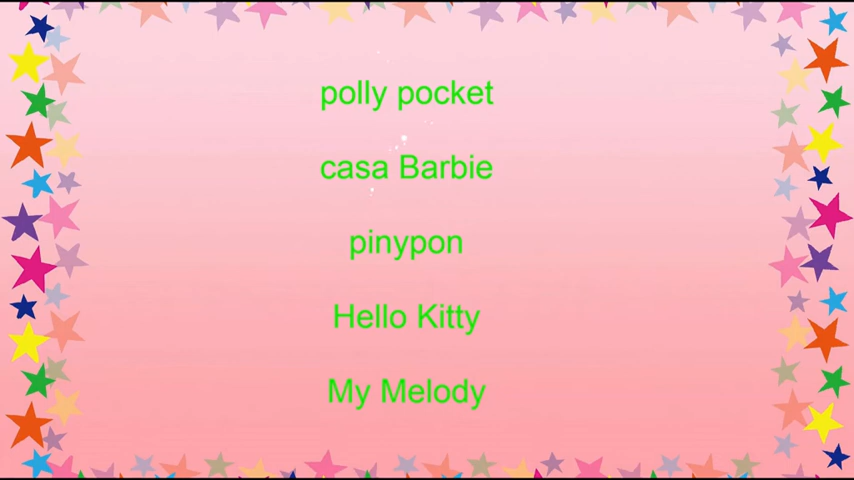 polly pocket
casa Barbie
pinypon
Hello Kitty
My Melody